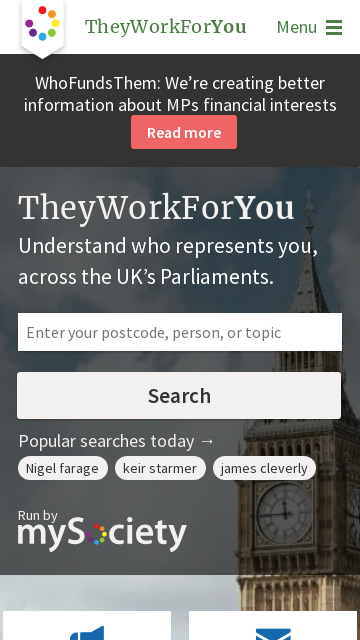 TheyWorkForYou
Menu
WhoFundsThem: We’re creating better
information about MPs financial interests
Read more
TheyWorkForYou
Understand who represents you,
across the UK’s Parliaments.
Enter your postcode, person, or topic
Search
Popular searches today →
Nigel farage
keir starmer
james cleverly
Run by
mySociety